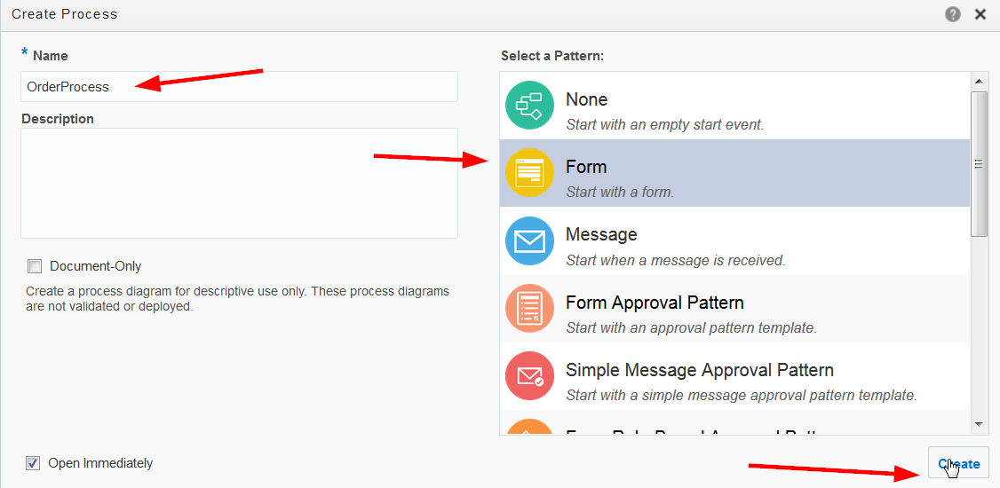 Create Process
* Name
OrderProcess
Description
Document-Only
Create a process diagram for descriptive use only. These process diagrams
are not validated or deployed.
Open Immediately
Select a Pattern:
None
Start with an empty start event.
Form
Start with a form.
Message
Start when a message is received.
Form Approval Pattern
Start with an approval pattern template.
Simple Message Approval Pattern
Start with a simple message approval pattern template.
Create